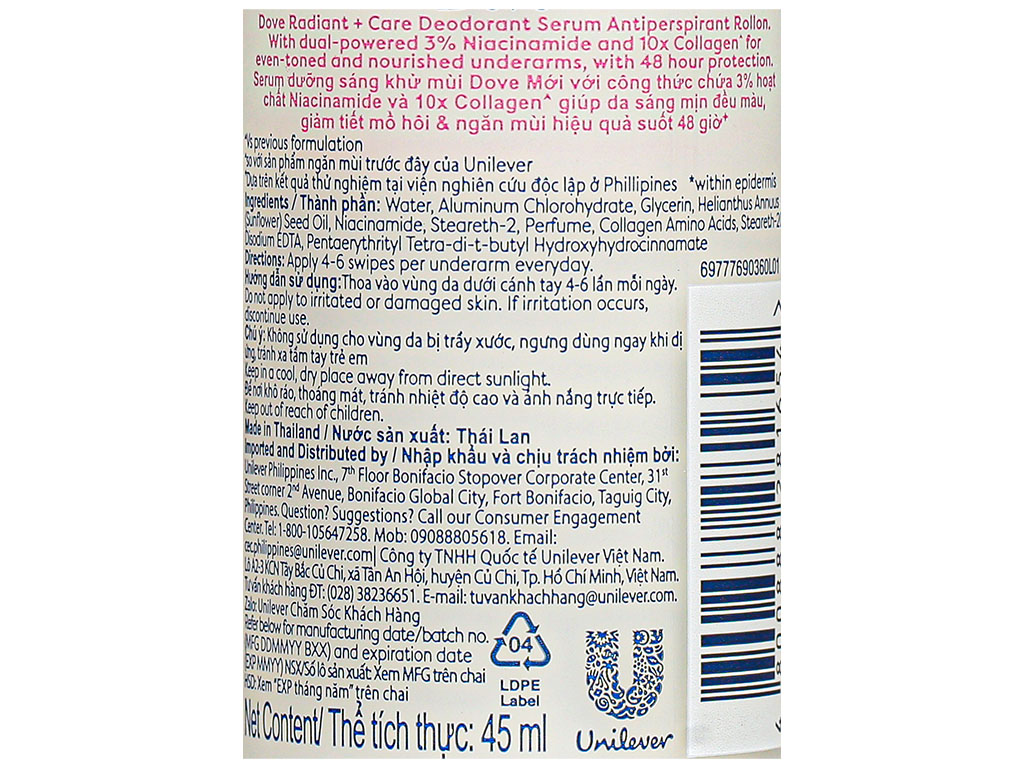 Dove Radiant + Care Deodorant Serum Antiperspirant Rollon.
With dual-powered 3% Niacinamide and 10x Collagen^ for
even-toned and nourished underarms, with 48 hour protection.
Serum dưỡng sáng khử mùi Dove Mới với công thức chứa 3% hoạt
chất Niacinamide và 10x Collagen^ giúp da sáng mịn đều màu,
giảm tiết mồ hôi & ngăn mùi hiệu quả suốt 48 giờ+
^Vs previous formulation
^so với sản phẩm ngăn mùi trước đây của Unilever
+Dựa trên kết quả thử nghiệm tại viện nghiên cứu độc lập ở Phillipines *within epidermis
Ingredients / Thành phần: Water, Aluminum Chlorohydrate, Glycerin, Helianthus Annuus
(Sunflower) Seed Oil, Niacinamide, Steareth-2, Perfume, Collagen Amino Acids, Steareth-2
Disodium EDTA, Pentaerythrityl Tetra-di-t-butyl Hydroxyhydrocinnamate
Directions: Apply 4-6 swipes per underarm everyday.
69777690360L01
Hướng dẫn sử dụng: Thoa vào vùng da dưới cánh tay 4-6 lần mỗi ngày.
Do not apply to irritated or damaged skin. If irritation occurs,
discontinue use.
Chú ý: Không sử dụng cho vùng da bị trầy xước, ngưng dùng ngay khi dị
ứng, tránh xa tầm tay trẻ em
Keep in a cool, dry place away from direct sunlight.
Để nơi khô ráo, thoáng mát, tránh nhiệt độ cao và ánh nắng trực tiếp.
Keep out of reach of children.
Made in Thailand / Nước sản xuất: Thái Lan
Imported and Distributed by / Nhập khẩu và chịu trách nhiệm bởi:
Unilever Philippines Inc., 7th Floor Bonifacio Stopover Corporate Center, 31st
Street corner 2nd Avenue, Bonifacio Global City, Fort Bonifacio, Taguig City,
Philippines. Question? Suggestions? Call our Consumer Engagement
Center. Tel: 1-800-105647258. Mob: 09088805618. Email:
cec.philippines@unilever.com| Công ty TNHH Quốc tế Unilever Việt Nam.
Lô A2-3 KCN Tây Bắc Củ Chi, xã Tân An Hội, huyện Củ Chi, Tp. Hồ Chí Minh, Việt Nam.
Tư vấn khách hàng ĐT: (028) 38236651. E-mail: tuvankhachhang@unilever.com.
Zalo: Unilever Chăm Sóc Khách Hàng
Refer below for manufacturing date/batch no.
(MFG DDMMYY BXX) and expiration date
(EXP MMYY) NSX/Số lô sản xuất: Xem MFG trên chai
HSD: Xem "EXP tháng năm" trên chai
04
LDPE
Label
Net Content/ Thể tích thực: 45 ml
Unilever